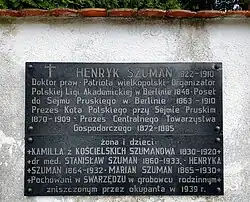 ✝ HENRYK SZUMAN 1822-1910
Doktor praw·Patriota wielkopolski·Organizator
Polskiej Ligi Akademickiej w Berlinie 1848·Poseł
do Sejmu Pruskiego w Berlinie 1863-1910
Prezes Koła Polskiego przy Sejmie Pruskim
1870-1909-Prezes Centralnego Towarzystwa
Gospodarczego 1872-1885
żona i dzieci:
+KAMILLA z KOŚCIELSKICH SZUMANOWA 1830-1920+
+dr med. STANISŁAW SZUMAN 1860-1933,+HENRYKA
+SZUMAN 1864-1932+MARIAN SZUMAN 1865-1930+
+Pochowani w SWARZĘDZU w grobowcu rodzinnym+
+zniszczonym przez okupanta w 1939 r.+